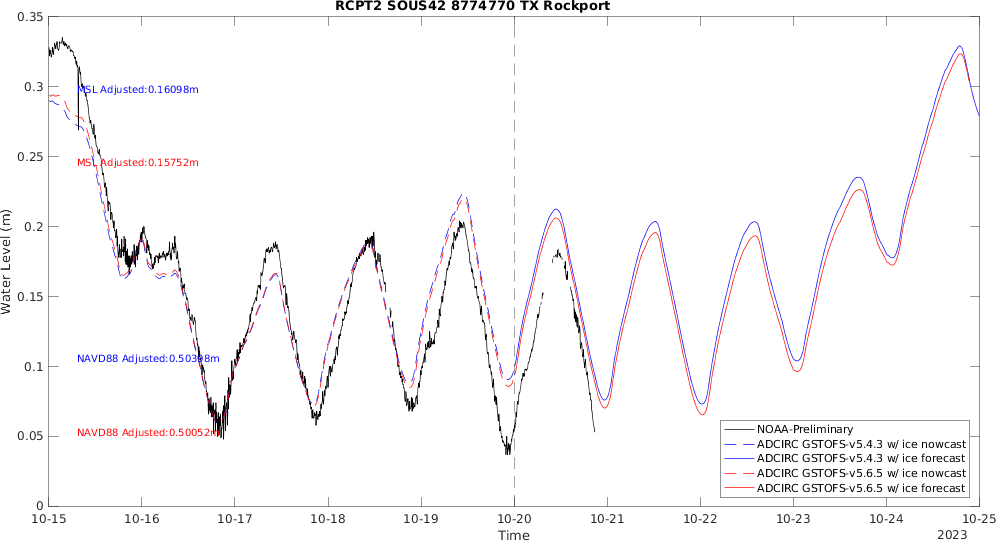 RCPT2 SOUS42 8774770 TX Rockport
Water Level (m)
0.35
0.3
0.25
0.2
0.15
0.1
0.05
0
MSL Adjusted:0.16098m
MSL Adjusted:0.15752m
NAVD88 Adjusted:0.50398m
NAVD88 Adjusted:0.50052m
NOAA-Preliminary
ADCIRC GSTOFS-v5.4.3 w/ ice nowcast
ADCIRC GSTOFS-v5.4.3 w/ ice forecast
ADCIRC GSTOFS-v5.6.5 w/ ice nowcast
ADCIRC GSTOFS-v5.6.5 w/ ice forecast
10-15 10-16 10-17 10-18 10-19 10-20 10-21 10-22 10-23 10-24 10-25
Time
2023